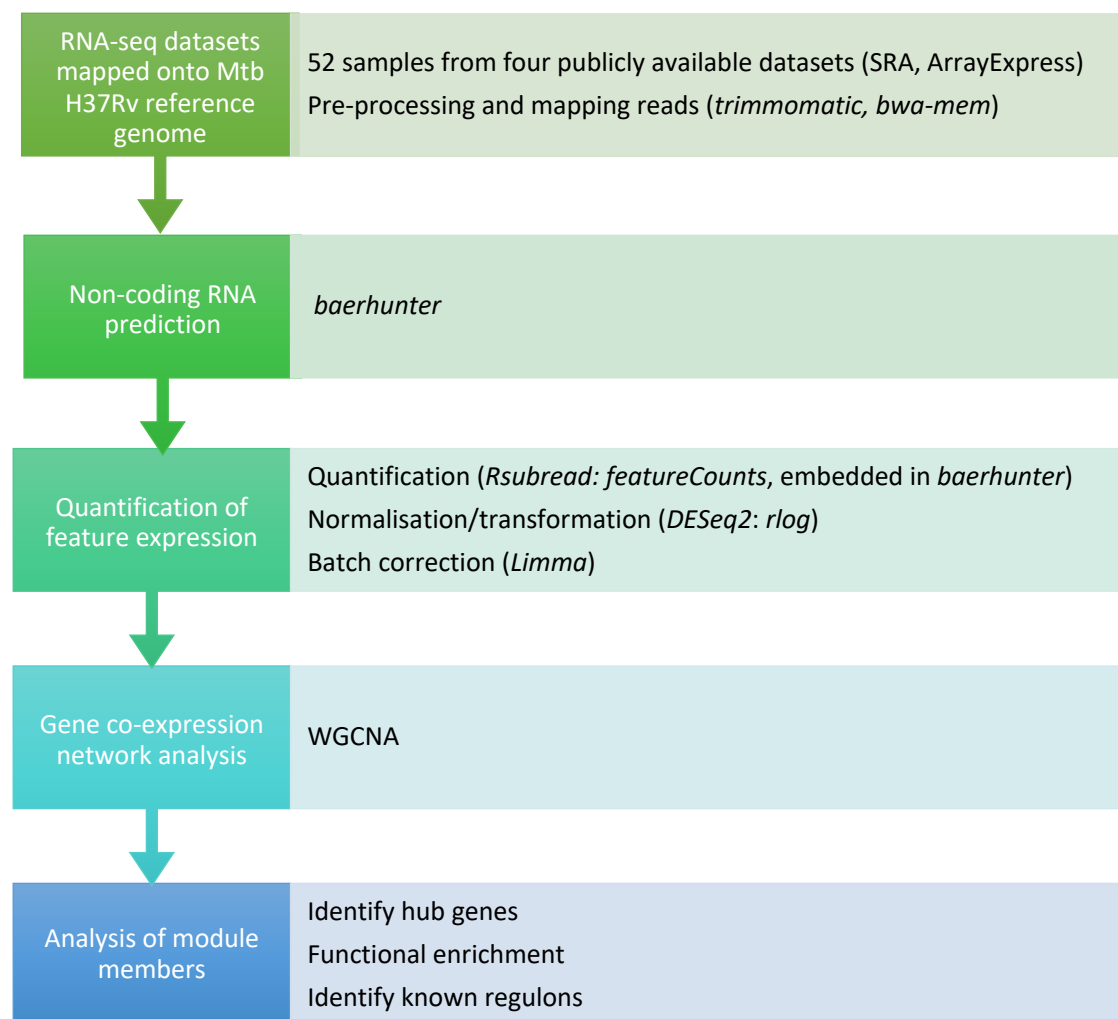 RNA-seq datasets
mapped onto Mtb
H37Rv reference
genome
52 samples from four publicly available datasets (SRA, ArrayExpress)
Pre-processing and mapping reads (trimmomatic, bwa-mem)
Non-coding RNA
prediction
baerhunter
Quantification of
feature expression
Quantification (Rsubread: featureCounts, embedded in baerhunter)
Normalisation/transformation (DESeq2: rlog)
Batch correction (Limma)
Gene co-expression
network analysis
WGCNA
Analysis of module
members
Identify hub genes
Functional enrichment
Identify known regulons